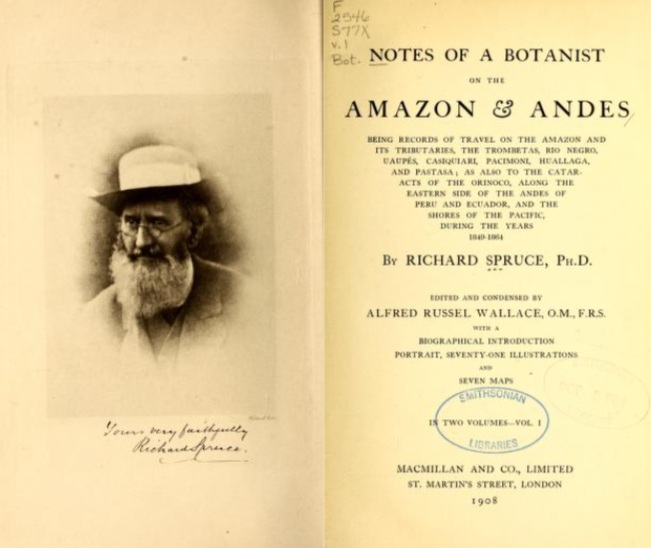 Yours very faithfully
Richard Spruce.
F
2546
S77X
v.1
Bot.
NOTES OF A BOTANIST
ON THE
AMAZON & ANDES
BEING RECORDS OF TRAVEL ON THE AMAZON AND
ITS TRIBUTARIES, THE TROMBETAS, RIO NEGRO,
UAUPÉS, CASIQUIARI, PACIMONI, HUALLAGA,
AND PASTASA; AS ALSO TO THE CATAR-
ACTS OF THE ORINOCO, ALONG THE
EASTERN SIDE OF THE ANDES OF
PERU AND ECUADOR, AND THE
SHORES OF THE PACIFIC,
DURING THE YEARS
1849-1864
BY RICHARD SPRUCE, PH.D.
EDITED AND CONDENSED BY
ALFRED RUSSEL WALLACE, O.M., F.R.S.
WITH A
BIOGRAPHICAL INTRODUCTION
PORTRAIT, SEVENTY-ONE ILLUSTRATIONS
AND
SEVEN MAPS
SMITHSONIAN
IN TWO VOLUMES—VOL. I
LIBRARIES
MACMILLAN AND CO., LIMITED
ST. MARTIN'S STREET, LONDON
1908